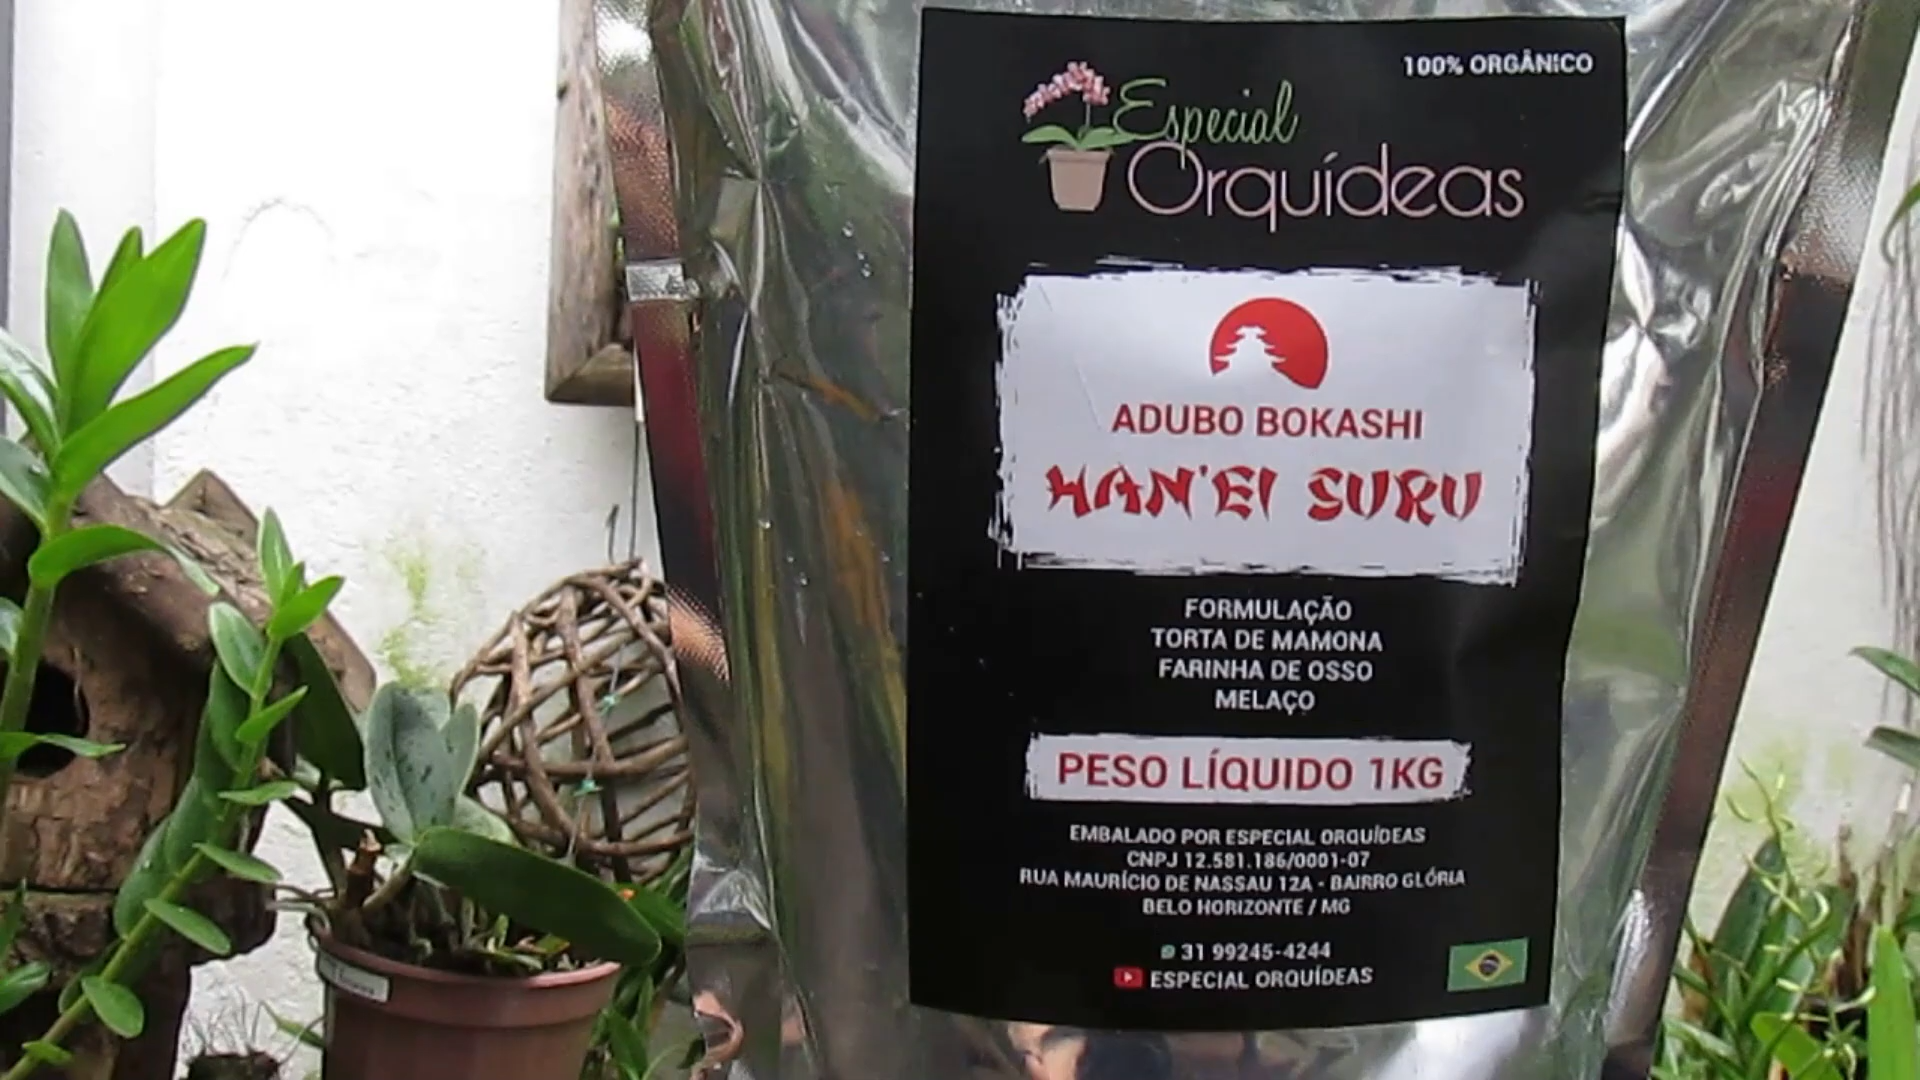 100% ORGÂNICO
Especial
Orquídeas
ADUBO BOKASHI
HAN'EI SURU
FORMULAÇÃO
TORTA DE MAMONA
FARINHA DE OSSO
MELAÇO
PESO LÍQUIDO 1KG
EMBALADO POR ESPECIAL ORQUÍDEAS
CNPJ 12.581.186/0001-07
RUA MAURÍCIO DE NASSAU 12A - BAIRRO GLÓRIA
BELO HORIZONTE / MG
31 99245-4244
ESPECIAL ORQUÍDEAS